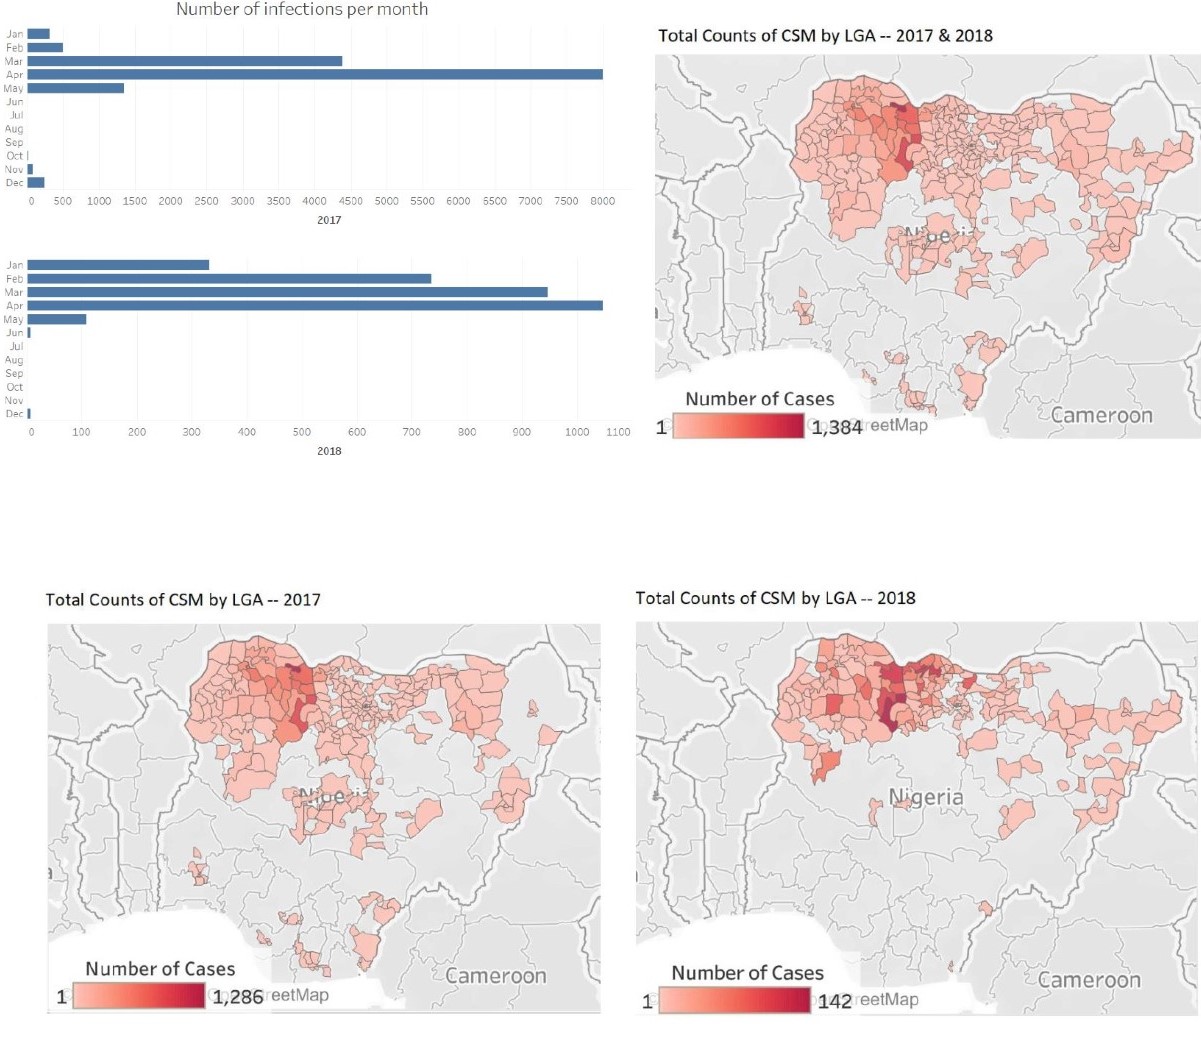 Number of infections per month
Jan
Feb
Mar
Apr
May
Jun
Jul
Aug
Sep
Oct
Nov
Dec
0 500 1000 1500 2000 2500 3000 3500 4000 4500 5000 5500 6000 6500 7000 7500 8000
2017
Jan
Feb
Mar
Apr
May
Jun
Jul
Aug
Sep
Oct
Nov
Dec
0 100 200 300 400 500 600 700 800 900 1000 1100
2018
Total Counts of CSM by LGA -- 2017 & 2018
Nigeria
Number of Cases
1 1,384
OpenStreetMap
Cameroon
Total Counts of CSM by LGA -- 2017
Nigeria
Number of Cases
1 1,286
OpenStreetMap
Cameroon
Total Counts of CSM by LGA -- 2018
Nigeria
Number of Cases
1 142
OpenStreetMap
Cameroon